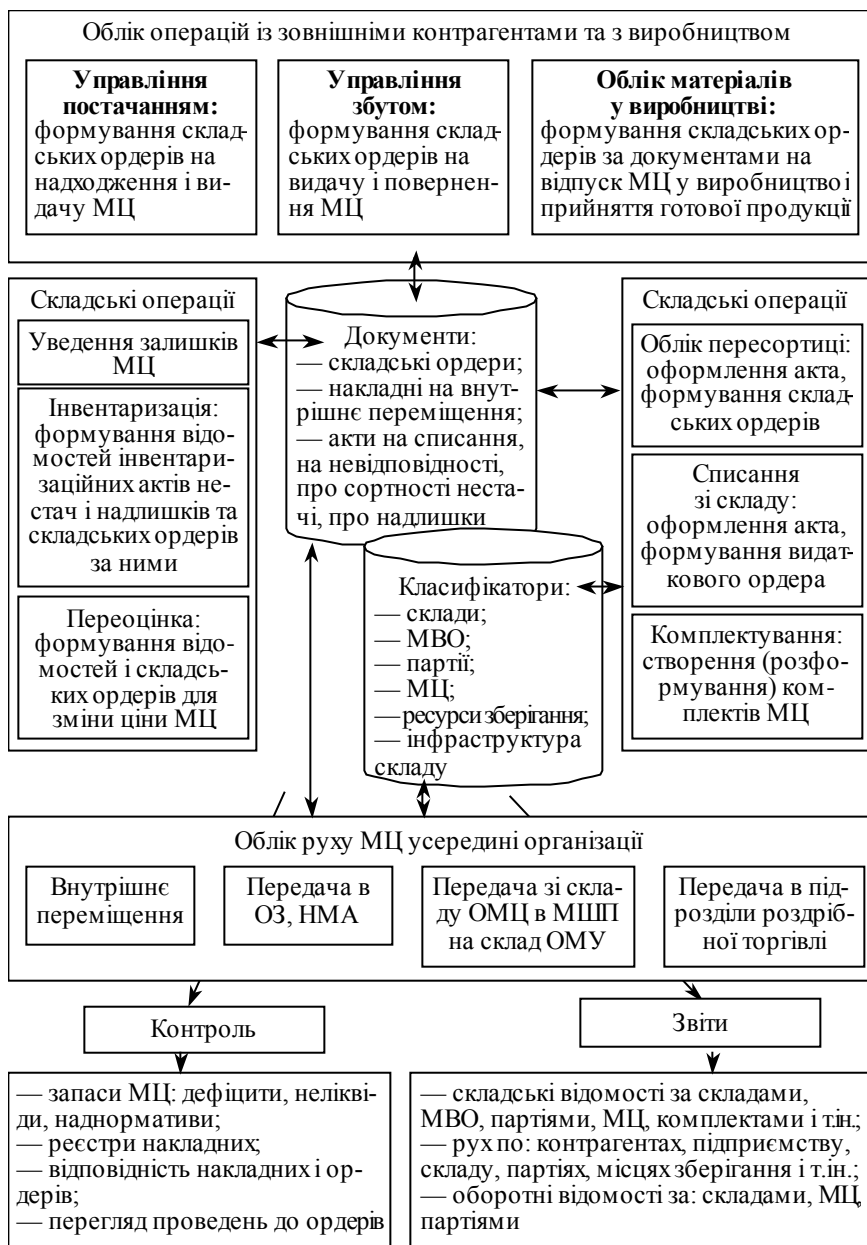 Облік операцій із зовнішніми контрагентами та з виробництвом
Управління
постачанням:
формування склад-
ських ордерів на
надходження і ви-
дачу МЦ
Управління
збутом:
формування склад-
ських ордерів на
видачу і повернен-
ня МЦ
Облік матеріалів
у виробництві:
формування складських ор-
дерів за документами на
відпуск МЦ у виробництво і
прийняття готової продукції
Складські операції
Уведення залишків
МЦ
Інвентаризація:
формування відо-
мостей інвентари-
заційних актів не-
стач і надлишків та
складських ордерів
за ними
Переоцінка:
формування відо-
мостей і складсь-
ких ордерів для
зміни ціни МЦ
Документи:
— складські ордери;
— накладні на внут-
рішнє переміщення;
— акти на списання,
на невідповідності,
про сортності неста-
чі, про надлишки
Класифікатори:
— склади;
— МВО;
— партії;
— МЦ;
— ресурси зберігання;
— інфраструктура
складу
Складські операції
Облік пересортиці:
оформлення акта,
формування склад-
ських ордерів
Списання
зі складу:
оформлення акта,
формування видат-
кового ордера
Комплектування:
створення (розфор-
мування) ком-
плектів МЦ
Облік руху МЦ усередині організації
Внутрішнє
переміщення
Передача в
ОЗ, НМА
Передача зі скла-
ду ОМЦ в МШП
на склад ОМУ
Передача в під-
розділи роздріб-
ної торгівлі
Контроль
— запаси МЦ: дефіцити, неліквi-
ди, наднормативи;
— реєстри накладних;
— відповідність накладних і ор-
дерів;
— перегляд проведень до ордерів
Звіти
— складські відомості за складами,
МВО, партіями, МЦ, комплектами і т.ін.;
— рух по: контрагентах, підприємству,
складу, партіях, місцях зберігання і т.ін.;
— оборотні відомості за: складами, МЦ,
партіями